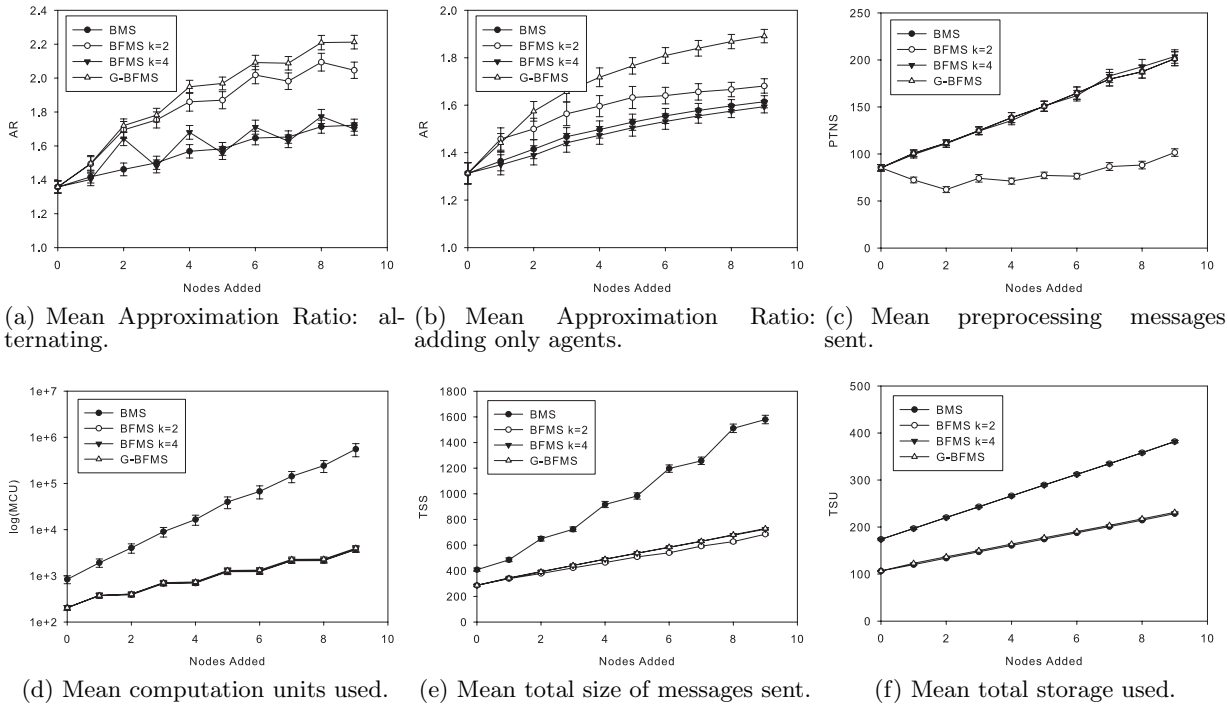 2.4
2.2
2.0
1.8
1.6
1.4
1.2
1.0
AR
BMS
BFMS k=2
BFMS k=4
G-BFMS
0 2 4 6 8 10
Nodes Added
(a) Mean Approximation Ratio: al-
ternating.
2.0
1.8
1.6
1.4
1.2
1.0
AR
BMS
BFMS k=2
BFMS k=4
G-BFMS
0 2 4 6 8 10
Nodes Added
(b) Mean Approximation Ratio:
adding only agents.
250
200
150
100
50
0
PTNS
BMS
BFMS k=2
BFMS k=4
G-BFMS
0 2 4 6 8 10
Nodes Added
(c) Mean preprocessing messages
sent.
1e+7
1e+6
1e+5
1e+4
1e+3
1e+2
log(MCU)
BMS
BFMS k=2
BFMS k=4
G-BFMS
0 2 4 6 8 10
Nodes Added
(d) Mean computation units used.
1800
1600
1400
1200
1000
800
600
400
200
0
TSS
BMS
BFMS k=2
BFMS k=4
G-BFMS
0 2 4 6 8 10
Nodes Added
(e) Mean total size of messages sent.
500
400
300
200
100
0
TSU
BMS
BFMS k=2
BFMS k=4
G-BFMS
0 2 4 6 8 10
Nodes Added
(f) Mean total storage used.